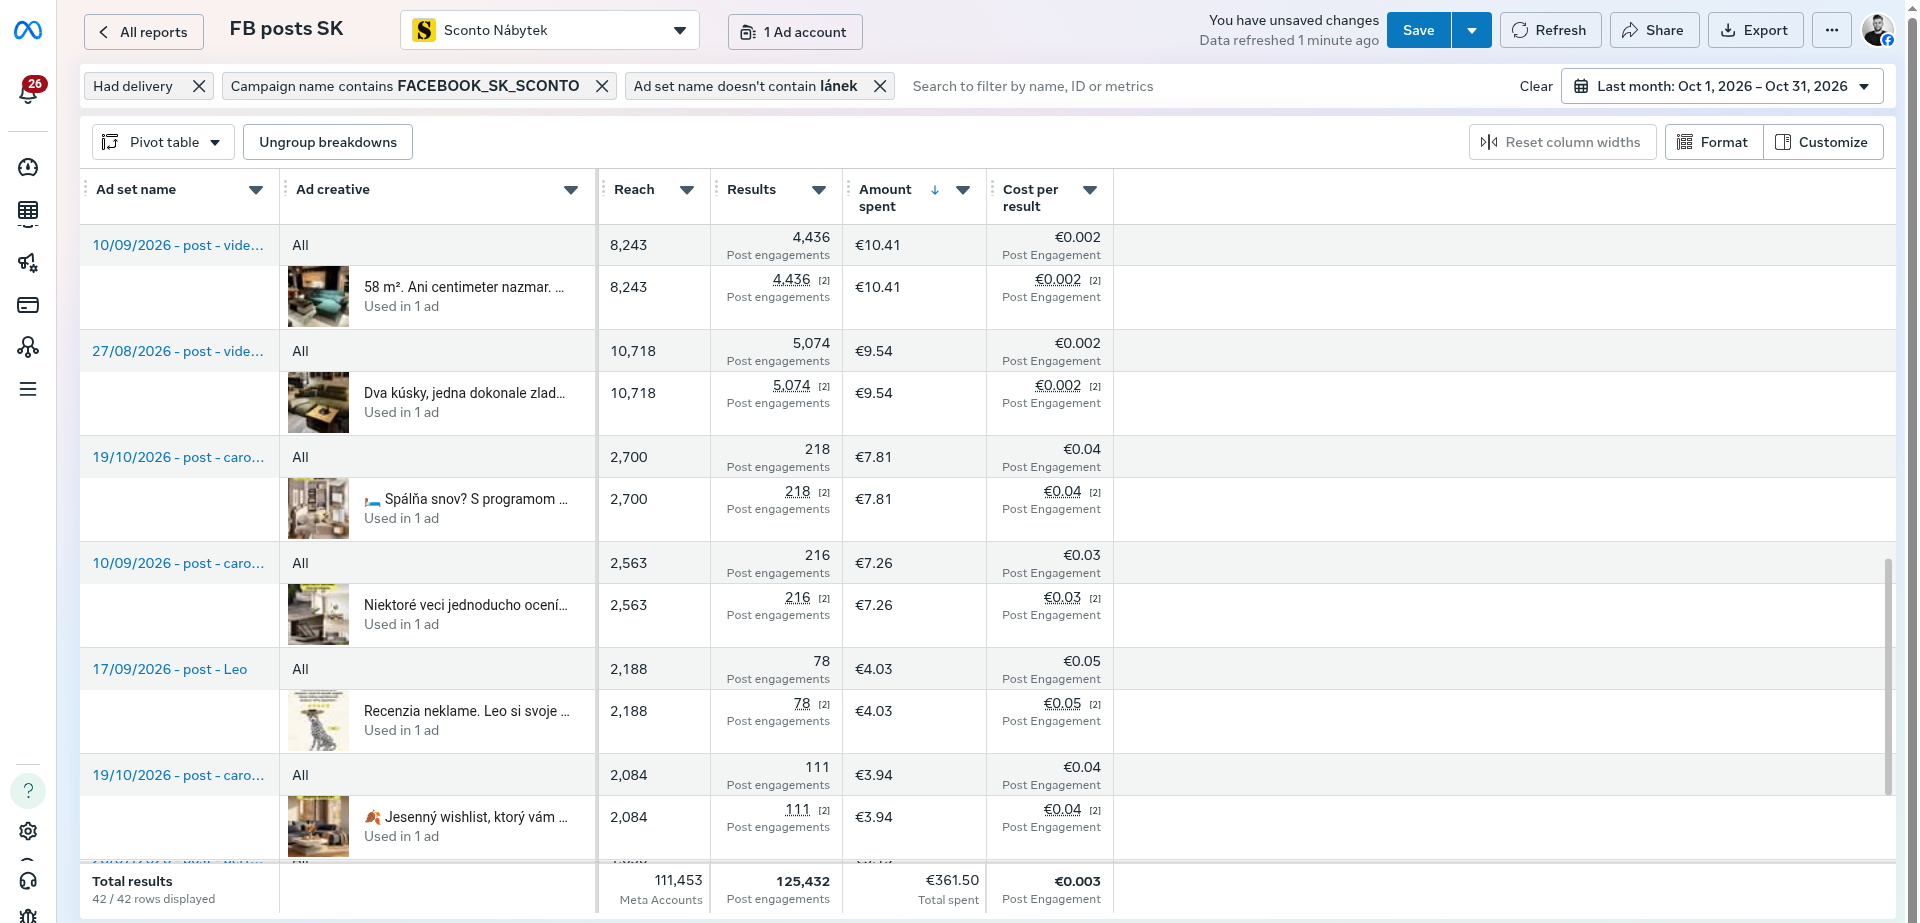 All reports
FB posts SK
Sconto Nábytek
1 Ad account
You have unsaved changes
Data refreshed 1 minute ago
Save
Refresh
Share
Export
26
Had delivery
Campaign name contains FACEBOOK_SK_SCONTO
Ad set name doesn't contain lánek
Search to filter by name, ID or metrics
Clear
Last month: Oct 1, 2026 – Oct 31, 2026
Pivot table
Ungroup breakdowns
Reset column widths
Format
Customize
Ad set name
Ad creative
Reach
Results
Amount spent
Cost per result
10/09/2026 - post - vide...
All
8,243
4,436
Post engagements
€10.41
€0.002
Post Engagement
58 m². Ani centimeter nazmar. ...
Used in 1 ad
8,243
4,436 [2]
Post engagements
€10.41
€0.002 [2]
Post Engagement
27/08/2026 - post - vide...
All
10,718
5,074
Post engagements
€9.54
€0.002
Post Engagement
Dva kúsky, jedna dokonale zlad...
Used in 1 ad
10,718
5,074 [2]
Post engagements
€9.54
€0.002 [2]
Post Engagement
19/10/2026 - post - caro...
All
2,700
218
Post engagements
€7.81
€0.04
Post Engagement
🛏️ Spálňa snov? S programom ...
Used in 1 ad
2,700
218 [2]
Post engagements
€7.81
€0.04 [2]
Post Engagement
10/09/2026 - post - caro...
All
2,563
216
Post engagements
€7.26
€0.03
Post Engagement
Niektoré veci jednoducho ocení...
Used in 1 ad
2,563
216 [2]
Post engagements
€7.26
€0.03 [2]
Post Engagement
17/09/2026 - post - Leo
All
2,188
78
Post engagements
€4.03
€0.05
Post Engagement
Recenzia neklame. Leo si svoje ...
Used in 1 ad
2,188
78 [2]
Post engagements
€4.03
€0.05 [2]
Post Engagement
19/10/2026 - post - caro...
All
2,084
111
Post engagements
€3.94
€0.04
Post Engagement
🍂 Jesenný wishlist, ktorý vám ...
Used in 1 ad
2,084
111 [2]
Post engagements
€3.94
€0.04 [2]
Post Engagement
Total results
42 / 42 rows displayed
111,453
Meta Accounts
125,432
Post engagements
€361.50
Total spent
€0.003
Post Engagement